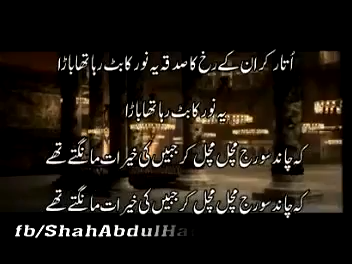 اُتار کر ان کے رخ کا صدقہ یہ نور کا بٹ رہا تھا باڑا
یہ نور کا بٹ رہا تھا باڑا
کہ چاند سورج مچل مچل کر جبیں کی خیرات مانگتے تھے
کہ چاند سورج مچل مچل کر جبیں کی خیرات مانگتے تھے
fb/ShahAbdulHa